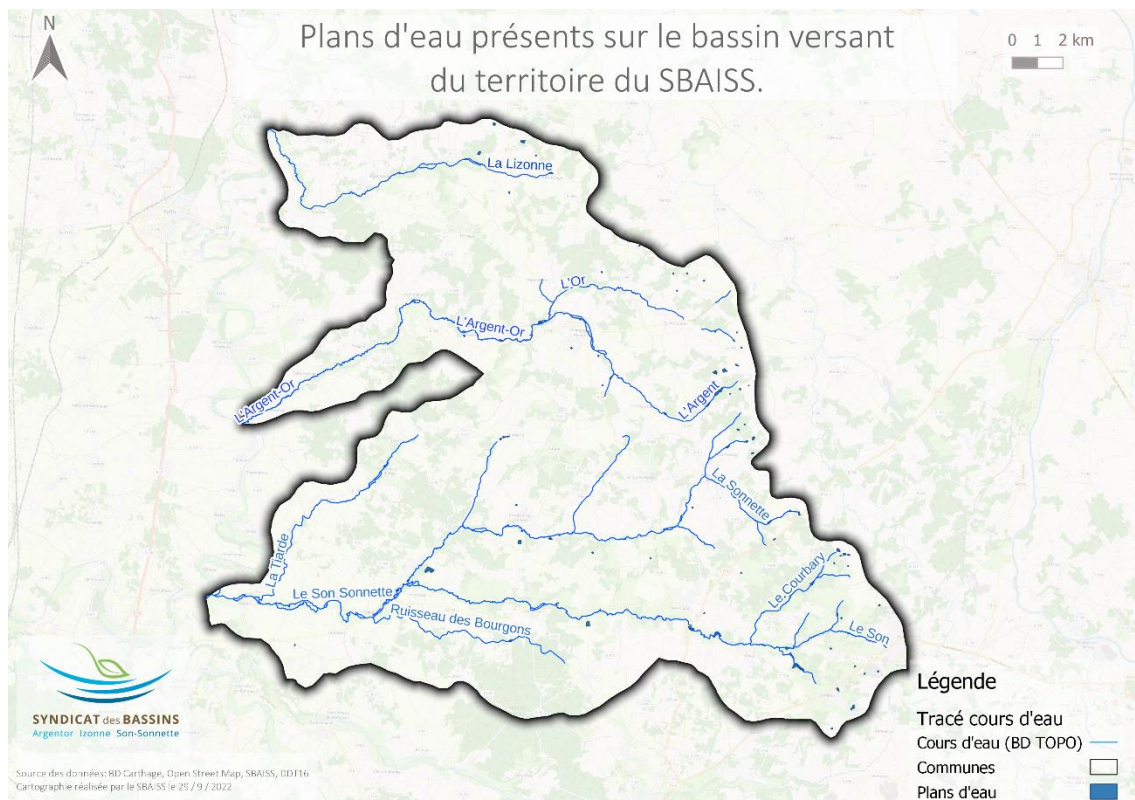 N
Plans d'eau présents sur le bassin versant
du territoire du SBAISS.
0 1 2 km
La Lizonne
L'Or
L'Argent-Or
L'Argent-Or
L'Argent
La Sonnette
La Tiarde
Le Courbary
Le Son Sonnette
Ruisseau des Bourgons
Le Son
SYNDICAT des BASSINS
Argentor Izonne Son-Sonnette
Source des données: BD Carthage, Open Street Map, SBAISS, DDT16
Cartographie réalisée par le SBAISS le 29 / 9 / 2022
Légende
Tracé cours d'eau
Cours d'eau (BD TOPO)
Communes
Plans d'eau